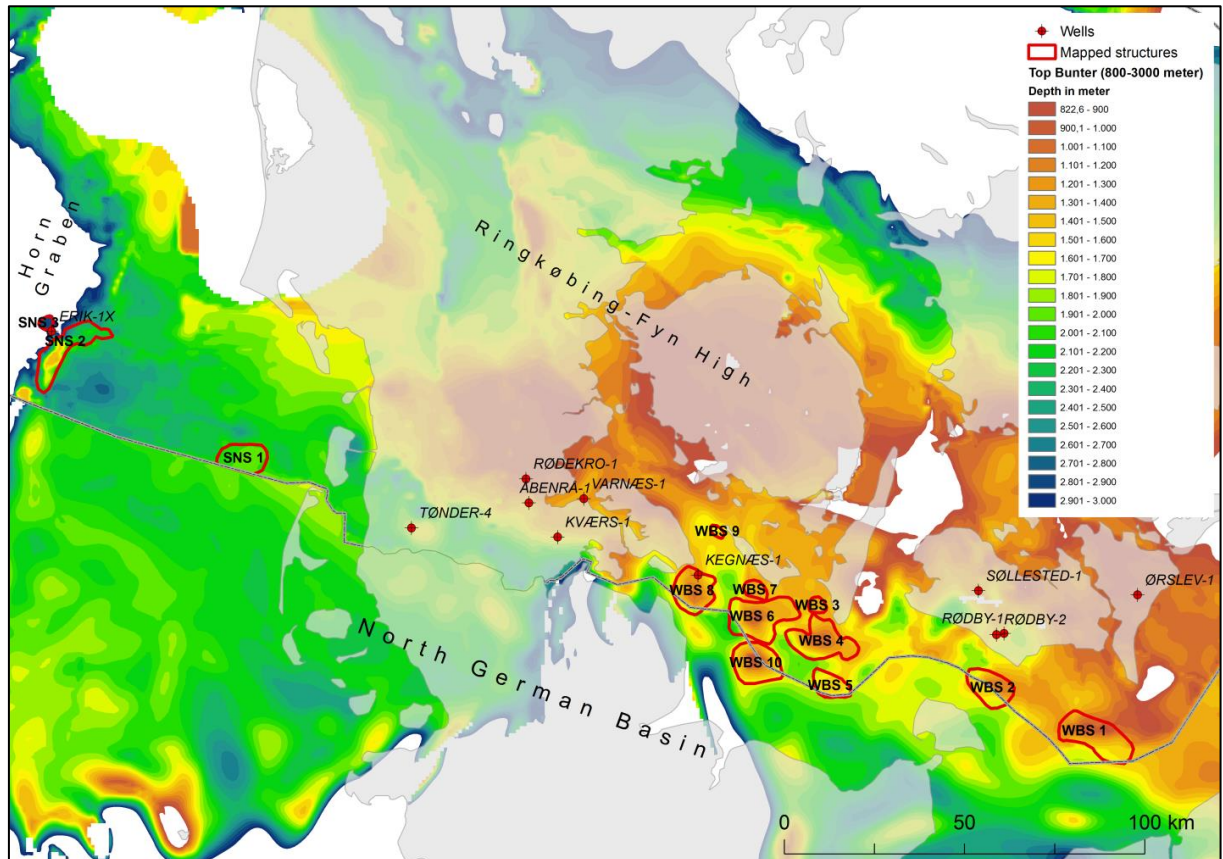 Wells
Mapped structures
Top Bunter (800-3000 meter)
Depth in meter
822,6 - 900
900,1 - 1.000
1.001 - 1.100
1.101 - 1.200
1.201 - 1.300
1.301 - 1.400
1.401 - 1.500
1.501 - 1.600
1.601 - 1.700
1.701 - 1.800
1.801 - 1.900
1.901 - 2.000
2.001 - 2.100
2.101 - 2.200
2.201 - 2.300
2.301 - 2.400
2.401 - 2.500
2.501 - 2.600
2.601 - 2.700
2.701 - 2.800
2.801 - 2.900
2.901 - 3.000
Horn
Graben
Ringkøbing-Fyn High
SNS 3
ERIK-1X
SNS 2
SNS 1
RØDEKRO-1
ÅBENRÅ-1
VARNÆS-1
TØNDER-4
KVÆRS-1
WBS 9
KEGNÆS-1
WBS 8
WBS 7
WBS 6
WBS 3
WBS 4
WBS 10
WBS 5
SØLLESTED-1
ØRSLEV-1
RØDBY-1
RØDBY-2
WBS 2
WBS 1
North German Basin
0 50 100 km